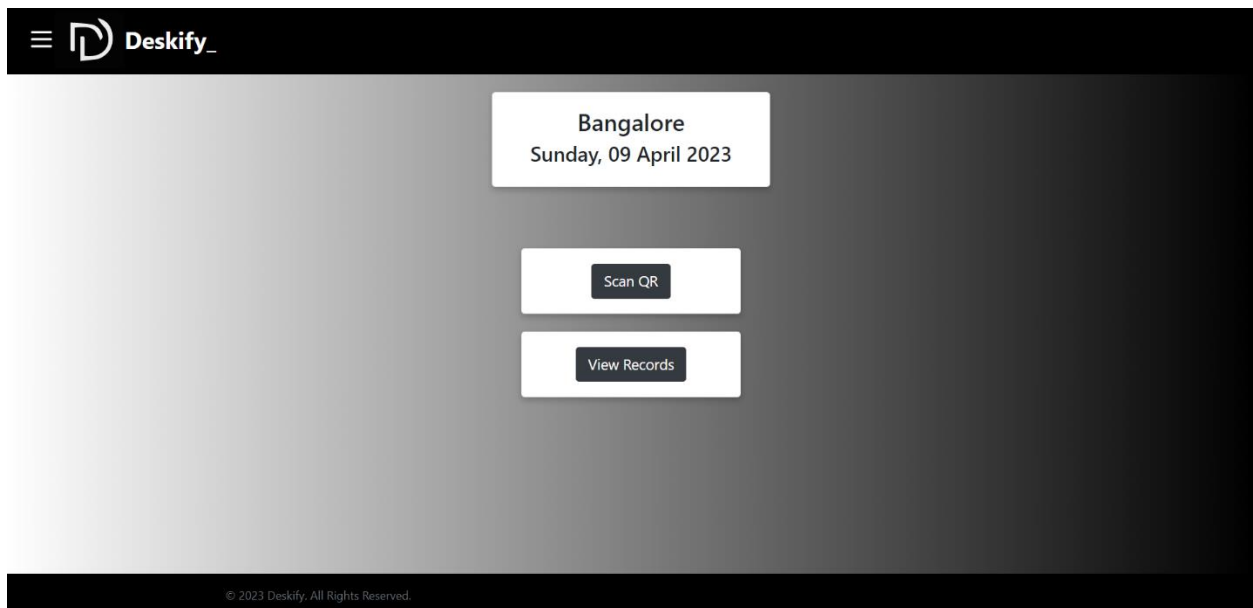 Deskify_
Bangalore
Sunday, 09 April 2023
Scan QR
View Records
© 2023 Deskify. All Rights Reserved.